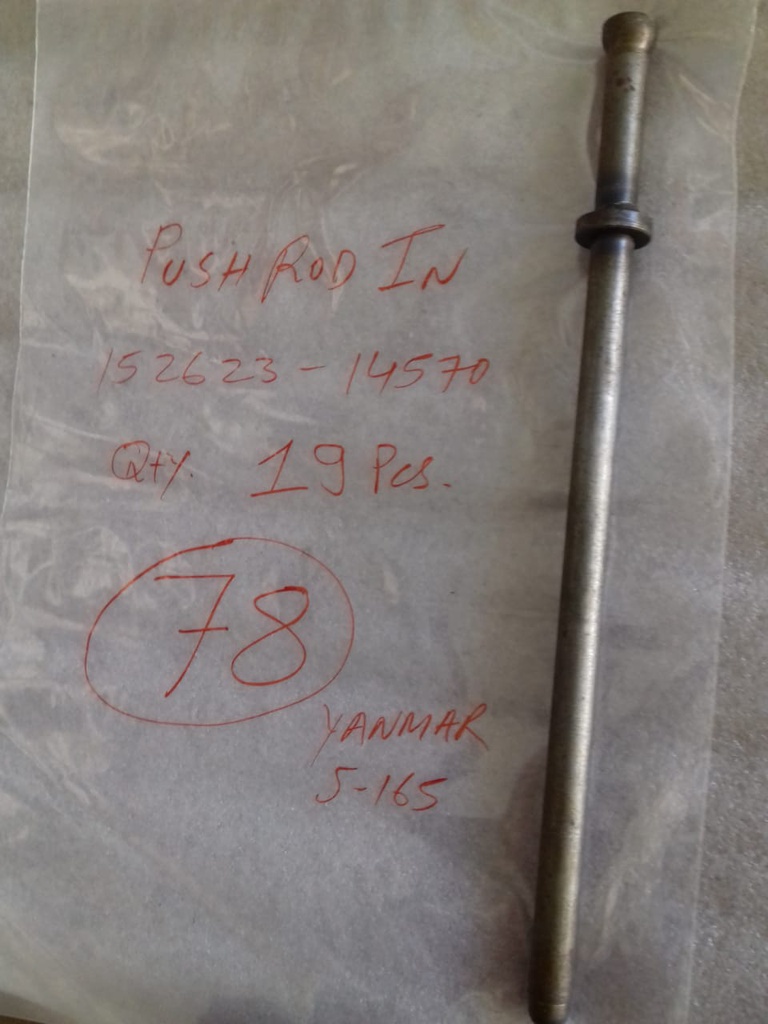 PUSH ROD IN
152623-14570
Qty. 19 Pcs.
78
YANMAR
S-165